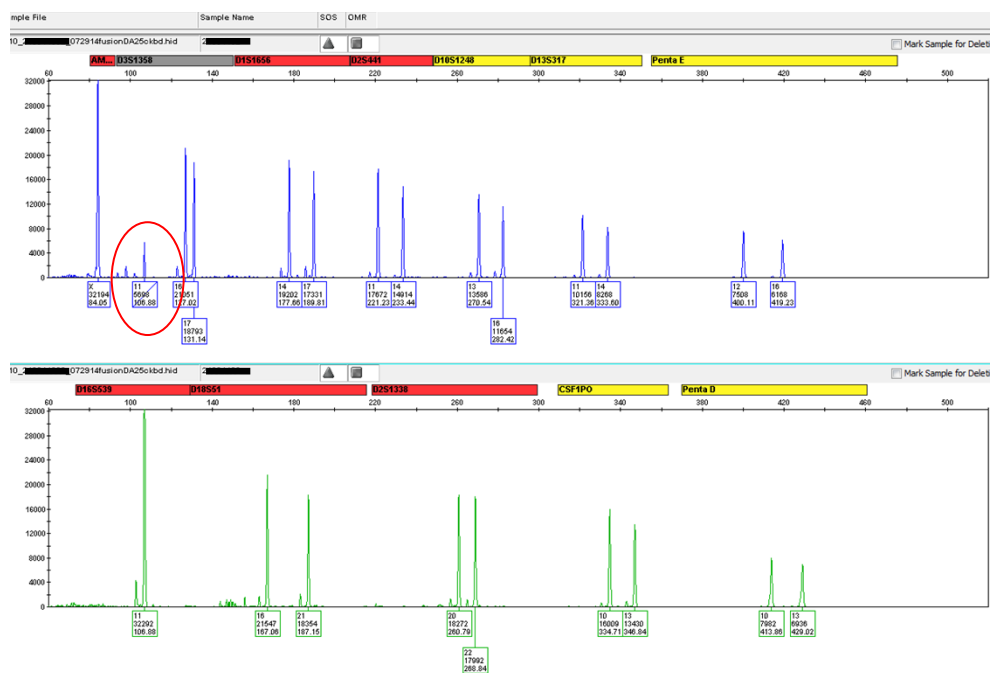 mple File Sample Name SOS OMR
10_2 _072914fusionDA25ckbd.hid 2 Mark Sample for Deleti
AM... D3S1358 D1S1656 D2S441 D10S1248 D13S317 Penta E
60 100 140 180 220 260 300 340 380 420 460 500
32000
28000
24000
20000
16000
12000
8000
4000
0
X 11 16 14 17 11 14 13 11 14 12 16
32194 5698 21051 19202 17331 17672 14914 13586 10156 8268 7508 6168
84.05 106.88 127.02 177.66 189.81 221.23 233.44 270.54 321.36 333.60 400.11 419.23
17 16
18793 11654
131.14 282.42
10_2 _072914fusionDA25ckbd.hid 2 Mark Sample for Deleti
D16S539 D18S51 D2S1338 CSF1PO Penta D
60 100 140 180 220 260 300 340 380 420 460 500
32000
28000
24000
20000
16000
12000
8000
4000
0
11 16 21 20 10 13 10 13
32292 21547 18354 18272 16009 13430 7982 6936
106.88 167.06 187.15 260.79 334.71 346.84 413.86 429.02
22
17992
268.84